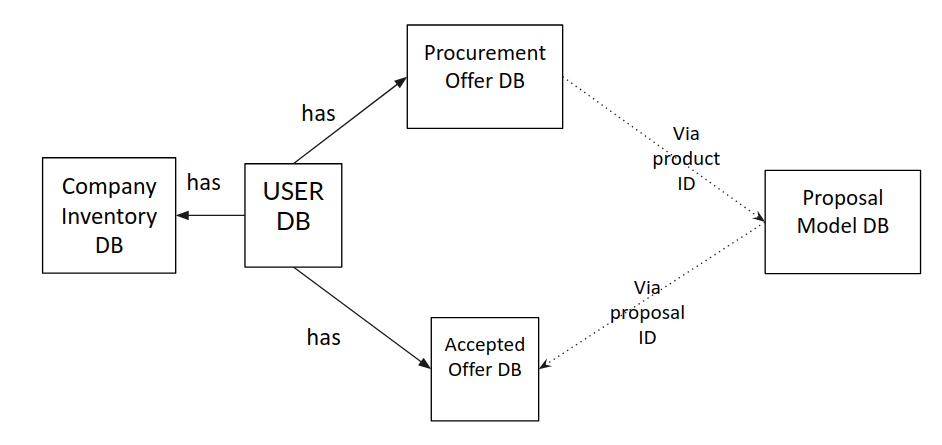 Procurement
Offer DB
has
Via
product
ID
Company
Inventory
DB
has
USER
DB
Proposal
Model DB
Via
proposal
ID
has
Accepted
Offer DB